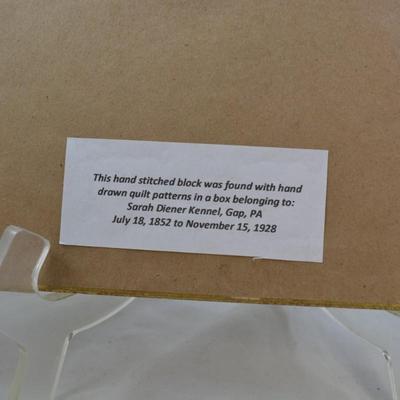 This hand stitched block was found with hand
drawn quilt patterns in a box belonging to:
Sarah Diener Kennel, Gap, PA
July 18, 1852 to November 15, 1928